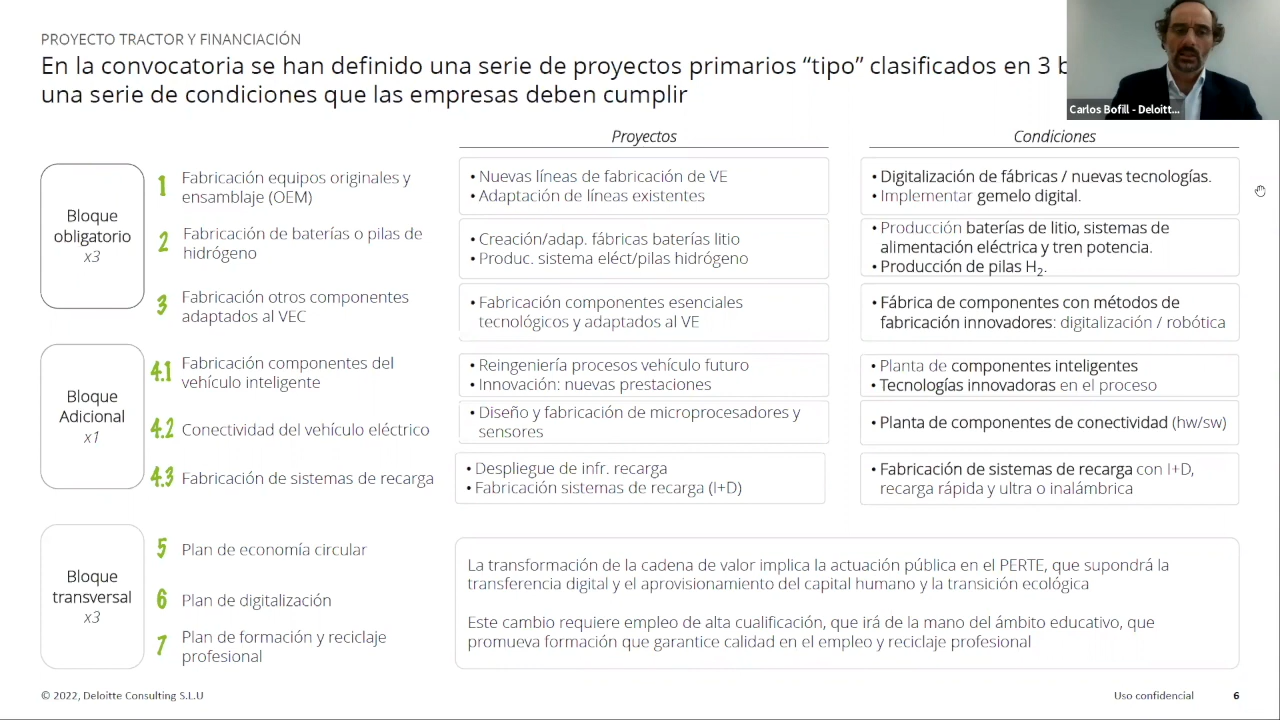 PROYECTO TRACTOR Y FINANCIACIÓN
En la convocatoria se han definido una serie de proyectos primarios “tipo” clasificados en 3 b
una serie de condiciones que las empresas deben cumplir
Carlos Bofill - Deloitt...
Proyectos
Condiciones
Bloque
obligatorio
x3
1
Fabricación equipos originales y
ensamblaje (OEM)
• Nuevas líneas de fabricación de VE
• Adaptación de líneas existentes
• Digitalización de fábricas / nuevas tecnologías.
• Implementar gemelo digital.
2
Fabricación de baterías o pilas de
hidrógeno
• Creación/adap. fábricas baterías litio
• Produc. sistema eléct/pilas hidrógeno
• Producción baterías de litio, sistemas de
alimentación eléctrica y tren potencia.
• Producción de pilas H₂.
3
Fabricación otros componentes
adaptados al VEC
• Fabricación componentes esenciales
tecnológicos y adaptados al VE
• Fábrica de componentes con métodos de
fabricación innovadores: digitalización / robótica
Bloque
Adicional
x1
4.1
Fabricación componentes del
vehículo inteligente
• Reingeniería procesos vehículo futuro
• Innovación: nuevas prestaciones
• Planta de componentes inteligentes
• Tecnologías innovadoras en el proceso
4.2
Conectividad del vehículo eléctrico
• Diseño y fabricación de microprocesadores y
sensores
• Planta de componentes de conectividad (hw/sw)
4.3
Fabricación de sistemas de recarga
• Despliegue de infr. recarga
• Fabricación sistemas de recarga (I+D)
• Fabricación de sistemas de recarga con I+D,
recarga rápida y ultra o inalámbrica
Bloque
transversal
x3
5
Plan de economía circular
6
Plan de digitalización
7
Plan de formación y reciclaje
profesional
La transformación de la cadena de valor implica la actuación pública en el PERTE, que supondrá la
transferencia digital y el aprovisionamiento del capital humano y la transición ecológica
Este cambio requiere empleo de alta cualificación, que irá de la mano del ámbito educativo, que
promueva formación que garantice calidad en el empleo y reciclaje profesional
© 2022, Deloitte Consulting S.L.U
Uso confidencial
6